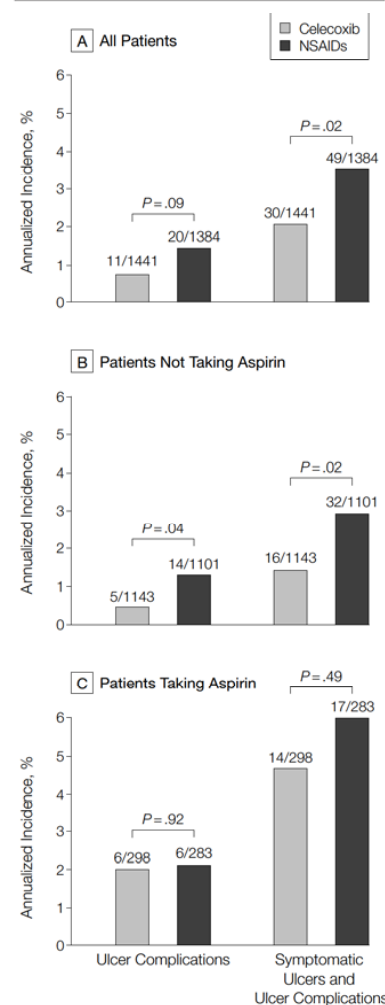 Celecoxib
NSAIDs
A All Patients
Annualized Incdence, %
6
5
4
3
2
1
0
P=.09
11/1441
20/1384
P=.02
30/1441
49/1384
B Patients Not Taking Aspirin
Annualized Incidence, %
6
5
4
3
2
1
0
P=.04
5/1143
14/1101
P=.02
16/1143
32/1101
C Patients Taking Aspirin
Annualized Incidence, %
6
5
4
3
2
1
0
P=.92
6/298
6/283
P=.49
14/298
17/283
Ulcer Complications
Symptomatic
Ulcers and
Ulcer Complications